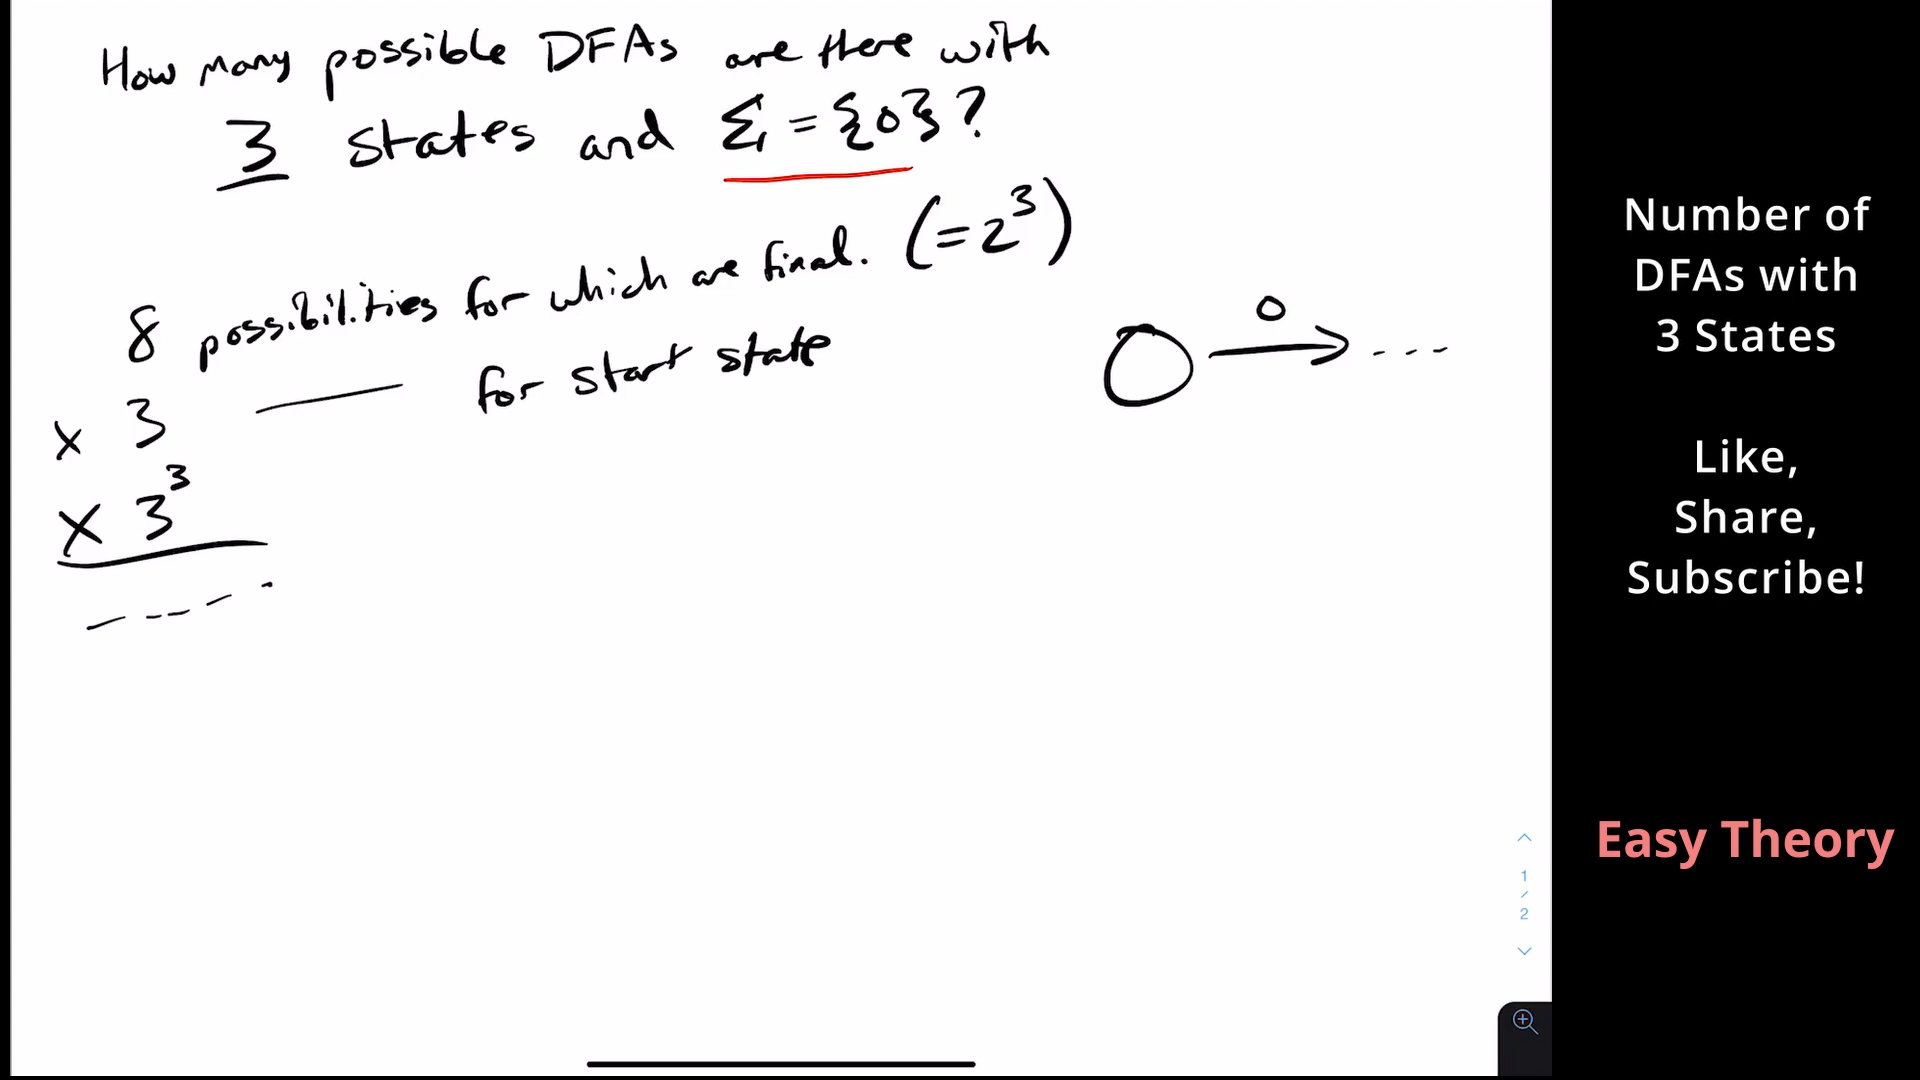 How many possible DFAs are there with
3 states and Σ = {0}?
8 possibilities for which are final. (=2³)
x 3 —— for start state
x 3³
0
Number of
DFAs with
3 States
Like,
Share,
Subscribe!
Easy Theory
1
/
2